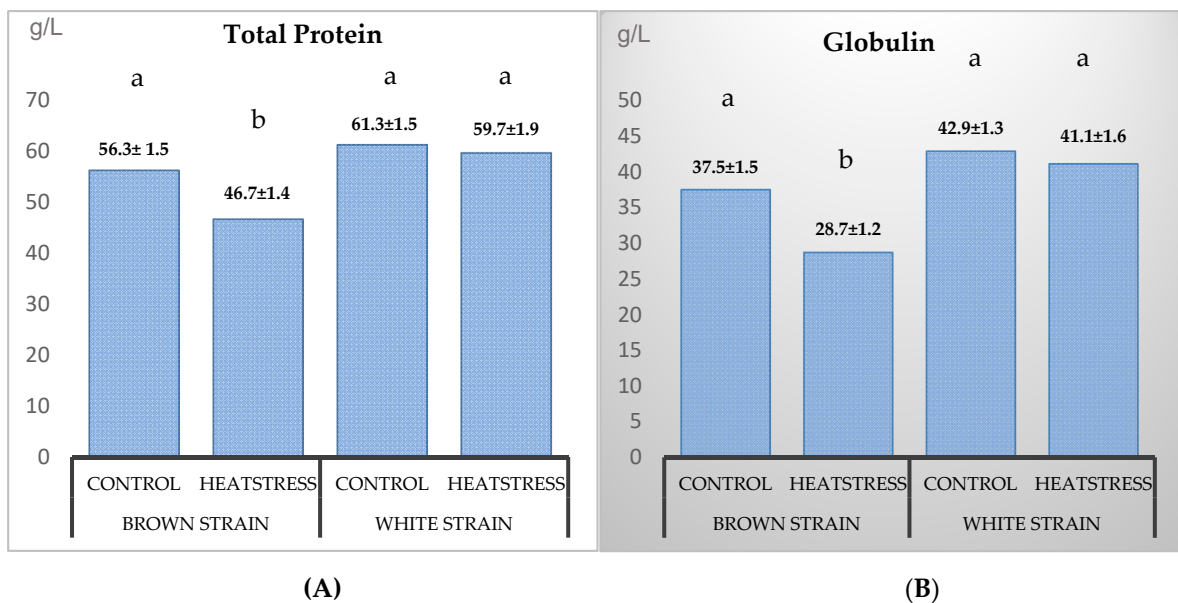 g/L
Total Protein
a
b
a
a
70
60
50
40
30
20
10
0
56.3± 1.5
46.7±1.4
61.3±1.5
59.7±1.9
CONTROL HEATSTRESS CONTROL HEATSTRESS
BROWN STRAIN WHITE STRAIN
(A)
g/L
Globulin
a
b
a
a
50
45
40
35
30
25
20
15
10
5
0
37.5±1.5
28.7±1.2
42.9±1.3
41.1±1.6
CONTROL HEATSTRESS CONTROL HEATSTRESS
BROWN STRAIN WHITE STRAIN
(B)